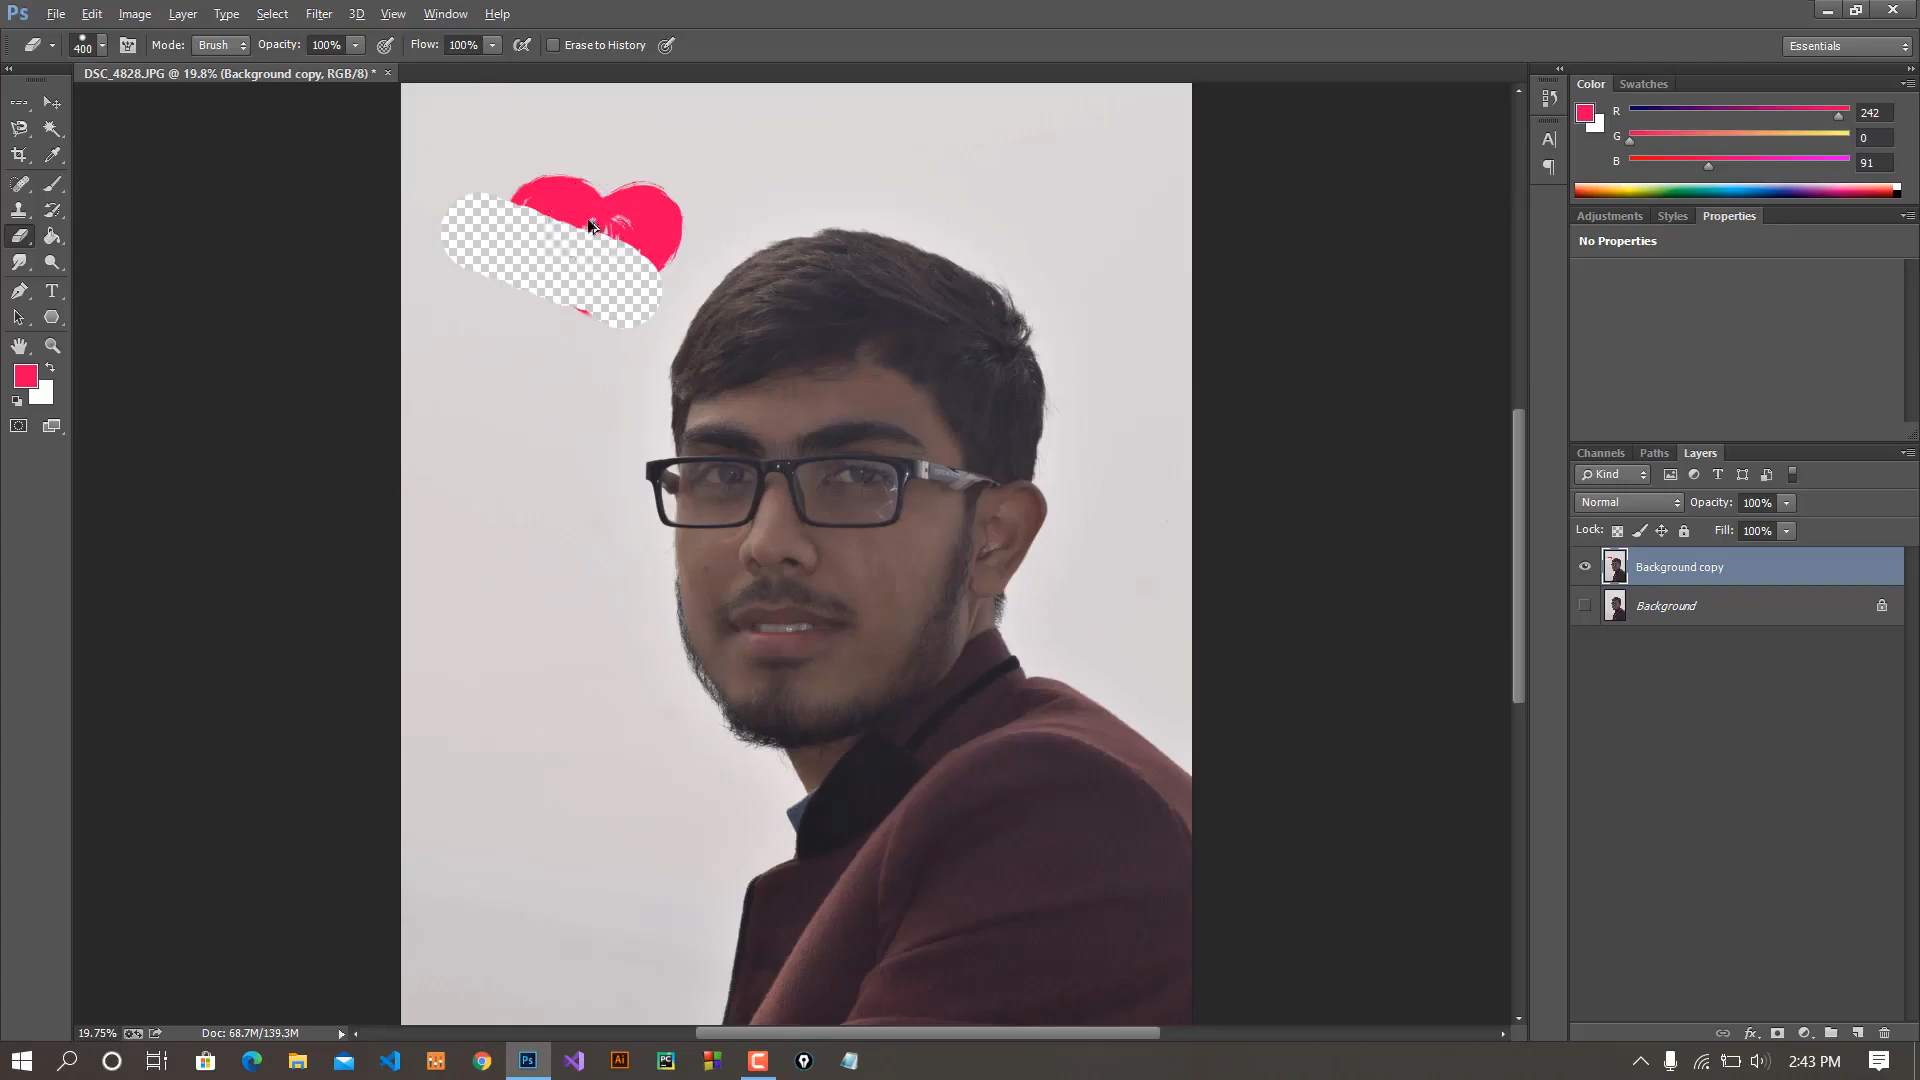 Ps File Edit Image Layer Type Select Filter 3D View Window Help
400 Mode: Brush Opacity: 100% Flow: 100% Erase to History Essentials
DSC_4828.JPG @ 19.8% (Background copy, RGB/8) * ×
Color Swatches
R 242
G 0
B 91
Adjustments Styles Properties
No Properties
Channels Paths Layers
Kind
Normal Opacity: 100%
Lock: Fill: 100%
Background copy
Background
19.75% Doc: 68.7M/139.3M
2:43 PM